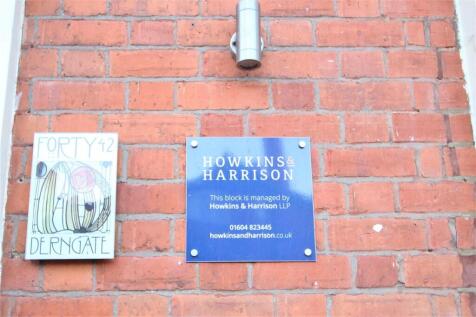 FORTY 42
DERNGATE
HOWKINS&
HARRISON
This block is managed by
Howkins & Harrison LLP
01604 823445
howkinsandharrison.co.uk